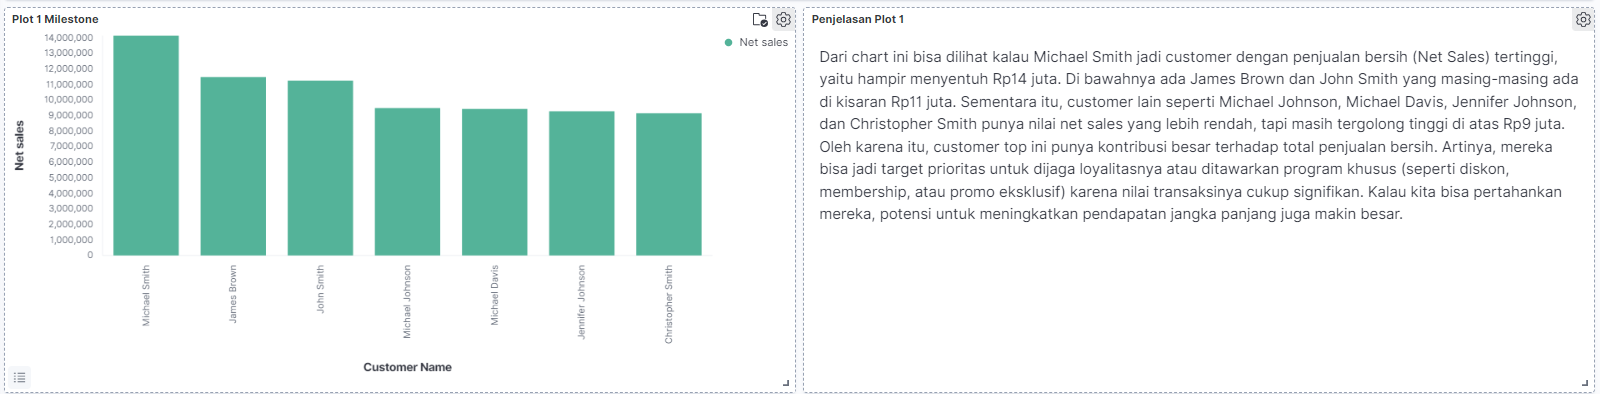 Plot 1 Milestone
Net sales
14,000,000
13,000,000
12,000,000
11,000,000
10,000,000
9,000,000
8,000,000
7,000,000
6,000,000
5,000,000
4,000,000
3,000,000
2,000,000
1,000,000
0
Net sales
Michael Smith
James Brown
John Smith
Michael Johnson
Michael Davis
Jennifer Johnson
Christopher Smith
Customer Name
Penjelasan Plot 1
Dari chart ini bisa dilihat kalau Michael Smith jadi customer dengan penjualan bersih (Net Sales) tertinggi,
yaitu hampir menyentuh Rp14 juta. Di bawahnya ada James Brown dan John Smith yang masing-masing ada
di kisaran Rp11 juta. Sementara itu, customer lain seperti Michael Johnson, Michael Davis, Jennifer Johnson,
dan Christopher Smith punya nilai net sales yang lebih rendah, tapi masih tergolong tinggi di atas Rp9 juta.
Oleh karena itu, customer top ini punya kontribusi besar terhadap total penjualan bersih. Artinya, mereka
bisa jadi target prioritas untuk dijaga loyalitasnya atau ditawarkan program khusus (seperti diskon,
membership, atau promo eksklusif) karena nilai transaksinya cukup signifikan. Kalau kita bisa pertahankan
mereka, potensi untuk meningkatkan pendapatan jangka panjang juga makin besar.